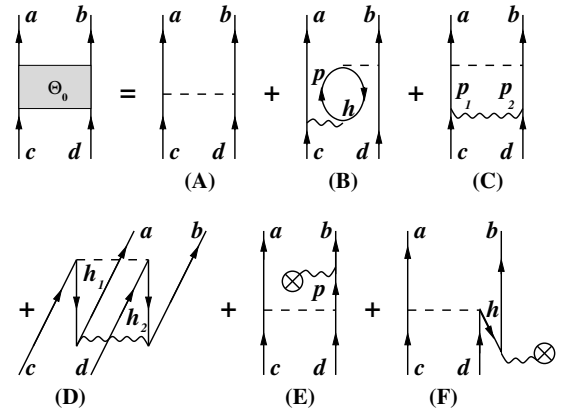 a b a b a b a b
Θ₀ = + p h + p₁ p₂
c d c d c d c d
(A) (B) (C)
a b a b a b
+ h₁ h₂ + p + h
c d c d c d
(D) (E) (F)